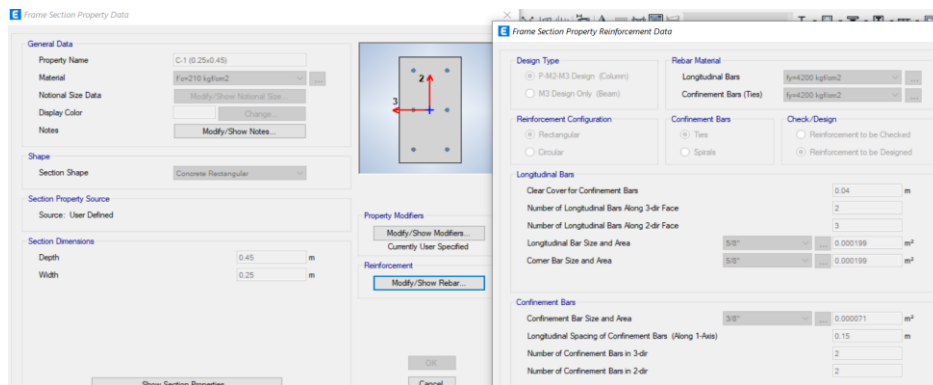 Frame Section Property Data
General Data
Property Name C-1 (0.25x0.45)
Material f'c=210 kgf/cm2 ...
Notional Size Data Modify/Show Notional Size...
Display Color Change...
Notes Modify/Show Notes...
Shape
Section Shape Concrete Rectangular
Section Property Source
Source: User Defined
Section Dimensions
Depth 0.45 m
Width 0.25 m
Show Section Properties...
2
3
Property Modifiers
Modify/Show Modifiers...
Currently User Specified
Reinforcement
Modify/Show Rebar...
OK
Cancel
Frame Section Property Reinforcement Data
Design Type
P-M2-M3 Design (Column)
M3 Design Only (Beam)
Rebar Material
Longitudinal Bars fy=4200 kgf/cm2 ...
Confinement Bars (Ties) fy=4200 kgf/cm2 ...
Reinforcement Configuration
Rectangular
Circular
Confinement Bars
Ties
Spirals
Check/Design
Reinforcement to be Checked
Reinforcement to be Designed
Longitudinal Bars
Clear Cover for Confinement Bars 0.04 m
Number of Longitudinal Bars Along 3-dir Face 2
Number of Longitudinal Bars Along 2-dir Face 3
Longitudinal Bar Size and Area 5/8" ... 0.000199 m²
Corner Bar Size and Area 5/8" ... 0.000199 m²
Confinement Bars
Confinement Bar Size and Area 3/8" ... 0.000071 m²
Longitudinal Spacing of Confinement Bars (Along 1-Axis) 0.15 m
Number of Confinement Bars in 3-dir 2
Number of Confinement Bars in 2-dir 2